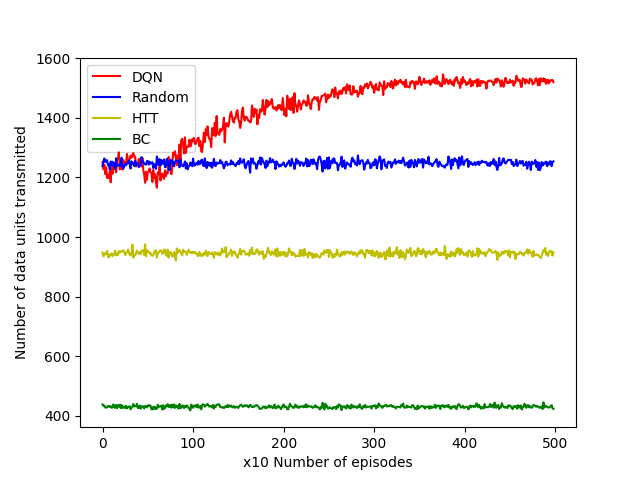 1600
1400
1200
1000
800
600
400
Number of data units transmitted
DQN
Random
HTT
BC
0
100
200
300
400
500
x10 Number of episodes